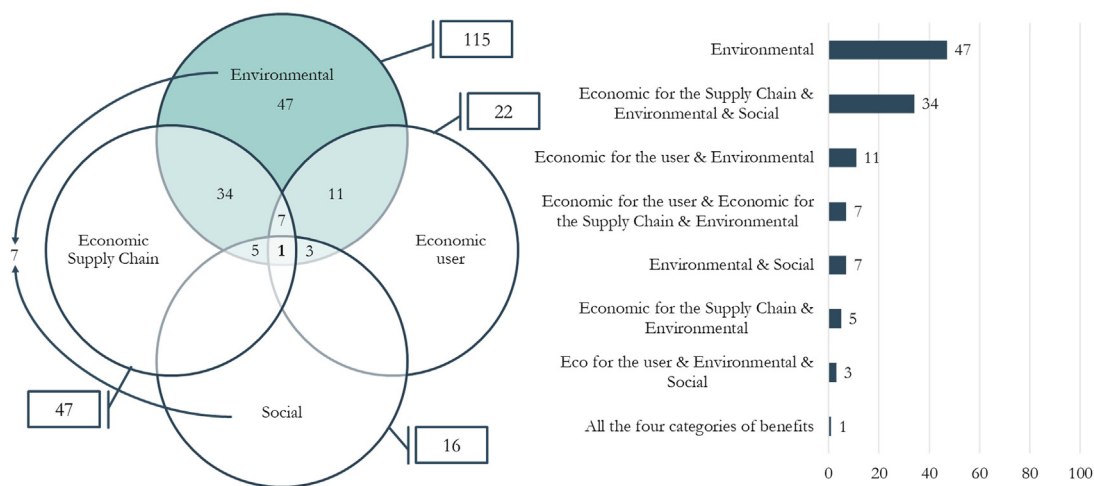 115
Environmental
47
22
34
11
7
Economic
Supply Chain
Economic
user
7
5
1
3
47
Social
16
Environmental
47
Economic for the Supply Chain &
Environmental & Social
34
Economic for the user & Environmental
11
Economic for the user & Economic for
the Supply Chain & Environmental
7
Environmental & Social
7
Economic for the Supply Chain &
Environmental
5
Eco for the user & Environmental &
Social
3
All the four categories of benefits
1
0
20
40
60
80
100